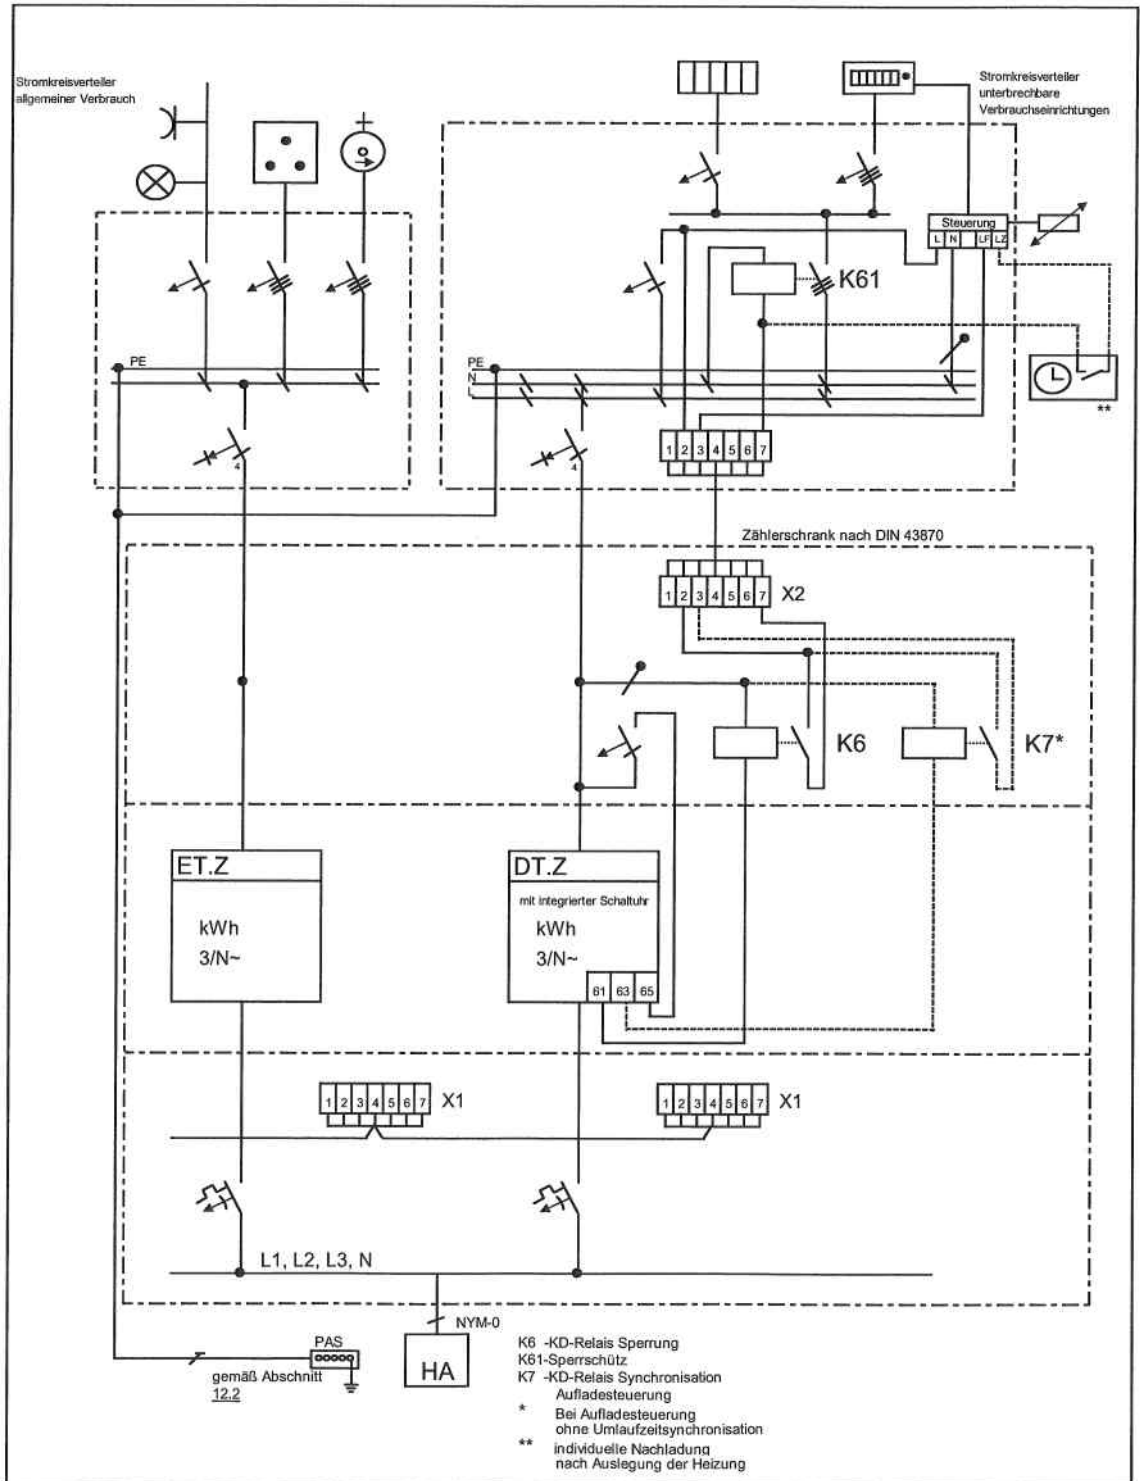 Stromkreisverteiler
allgemeiner Verbrauch
Stromkreisverteiler
unterbrechbare
Verbrauchseinrichtungen
Steuerung
L N LF LZ
K61
PE
PE
N
L
**
4
4
1 2 3 4 5 6 7
Zählerschrank nach DIN 43870
1 2 3 4 5 6 7 X2
K6
K7*
ET.Z
kWh
3/N~
DT.Z
mit integrierter Schaltuhr
kWh
3/N~
61 63 65
1 2 3 4 5 6 7 X1
1 2 3 4 5 6 7 X1
L1, L2, L3, N
NYM-0
HA
PAS
gemäß Abschnitt
12.2
K6 -KD-Relais Sperrung
K61-Sperrschütz
K7 -KD-Relais Synchronisation
Aufladesteuerung
* Bei Aufladesteuerung
ohne Umlaufzeitsynchronisation
** individuelle Nachladung
nach Auslegung der Heizung